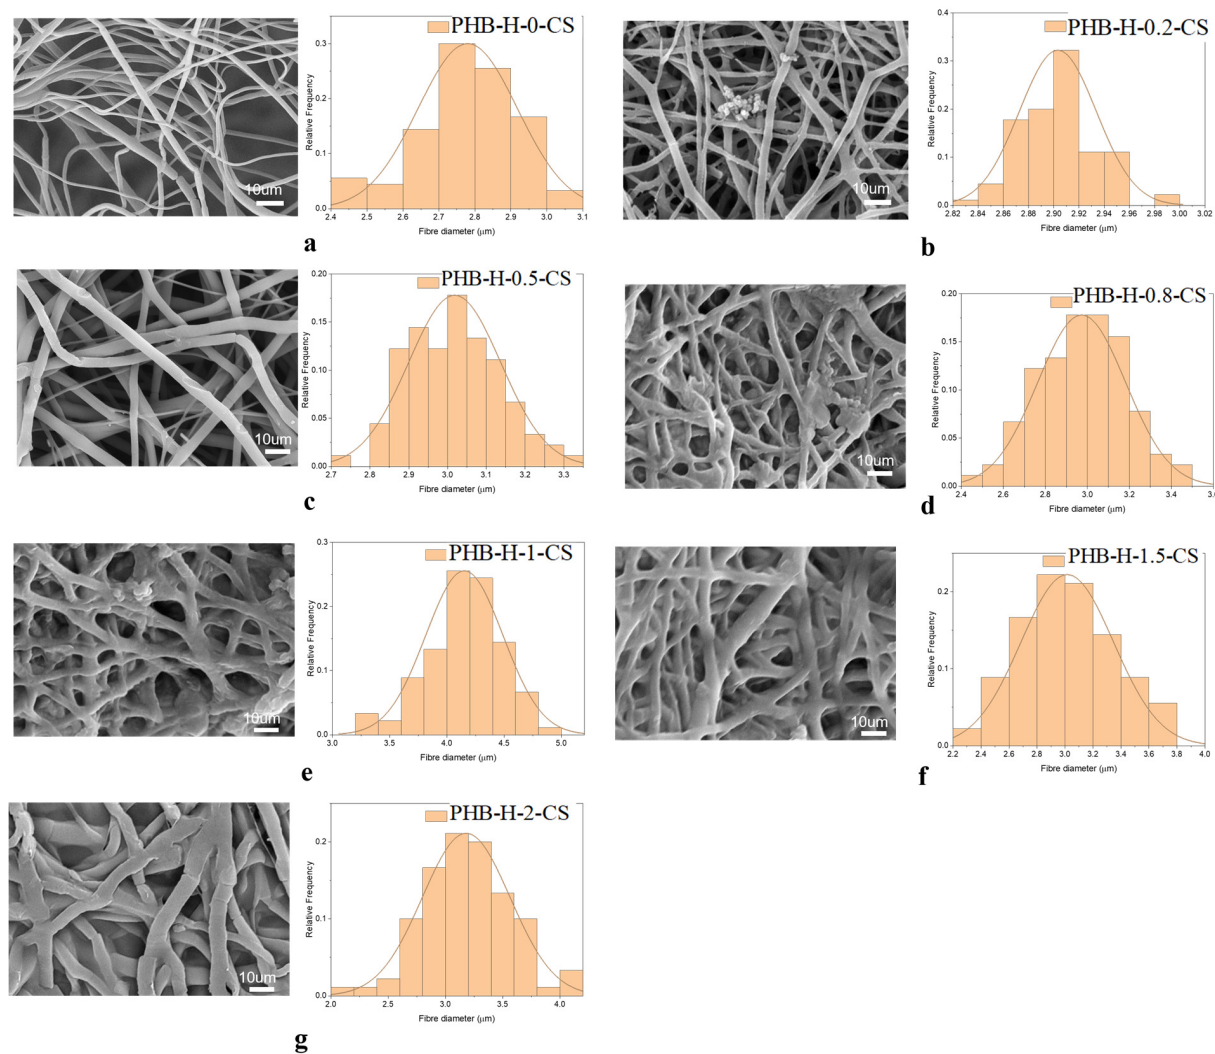 PHB-H-0-CS
Relative Frequency
0.3
0.2
0.1
0.0
2.4 2.5 2.6 2.7 2.8 2.9 3.0 3.1
Fibre diameter (μm)
10um
a
PHB-H-0.2-CS
Relative Frequency
0.4
0.3
0.2
0.1
0.0
2.82 2.84 2.86 2.88 2.90 2.92 2.94 2.96 2.98 3.00 3.02
Fibre diameter (μm)
10um
b
PHB-H-0.5-CS
Relative Frequency
0.20
0.15
0.10
0.05
0.00
2.7 2.8 2.9 3.0 3.1 3.2 3.3
Fibre diameter (μm)
10um
c
PHB-H-0.8-CS
Relative Frequency
0.20
0.15
0.10
0.05
0.00
2.4 2.6 2.8 3.0 3.2 3.4
Fibre diameter (μm)
10um
d
PHB-H-1-CS
Relative Frequency
0.3
0.2
0.1
0.0
3.0 3.5 4.0 4.5 5.0
Fibre diameter (μm)
10um
e
PHB-H-1.5-CS
Relative Frequency
0.2
0.1
0.0
2.2 2.4 2.6 2.8 3.0 3.2 3.4 3.6 3.8 4.0
Fibre diameter (μm)
10um
f
PHB-H-2-CS
Relative Frequency
0.2
0.1
0.0
2.0 2.5 3.0 3.5 4.0
Fibre diameter (μm)
10um
g